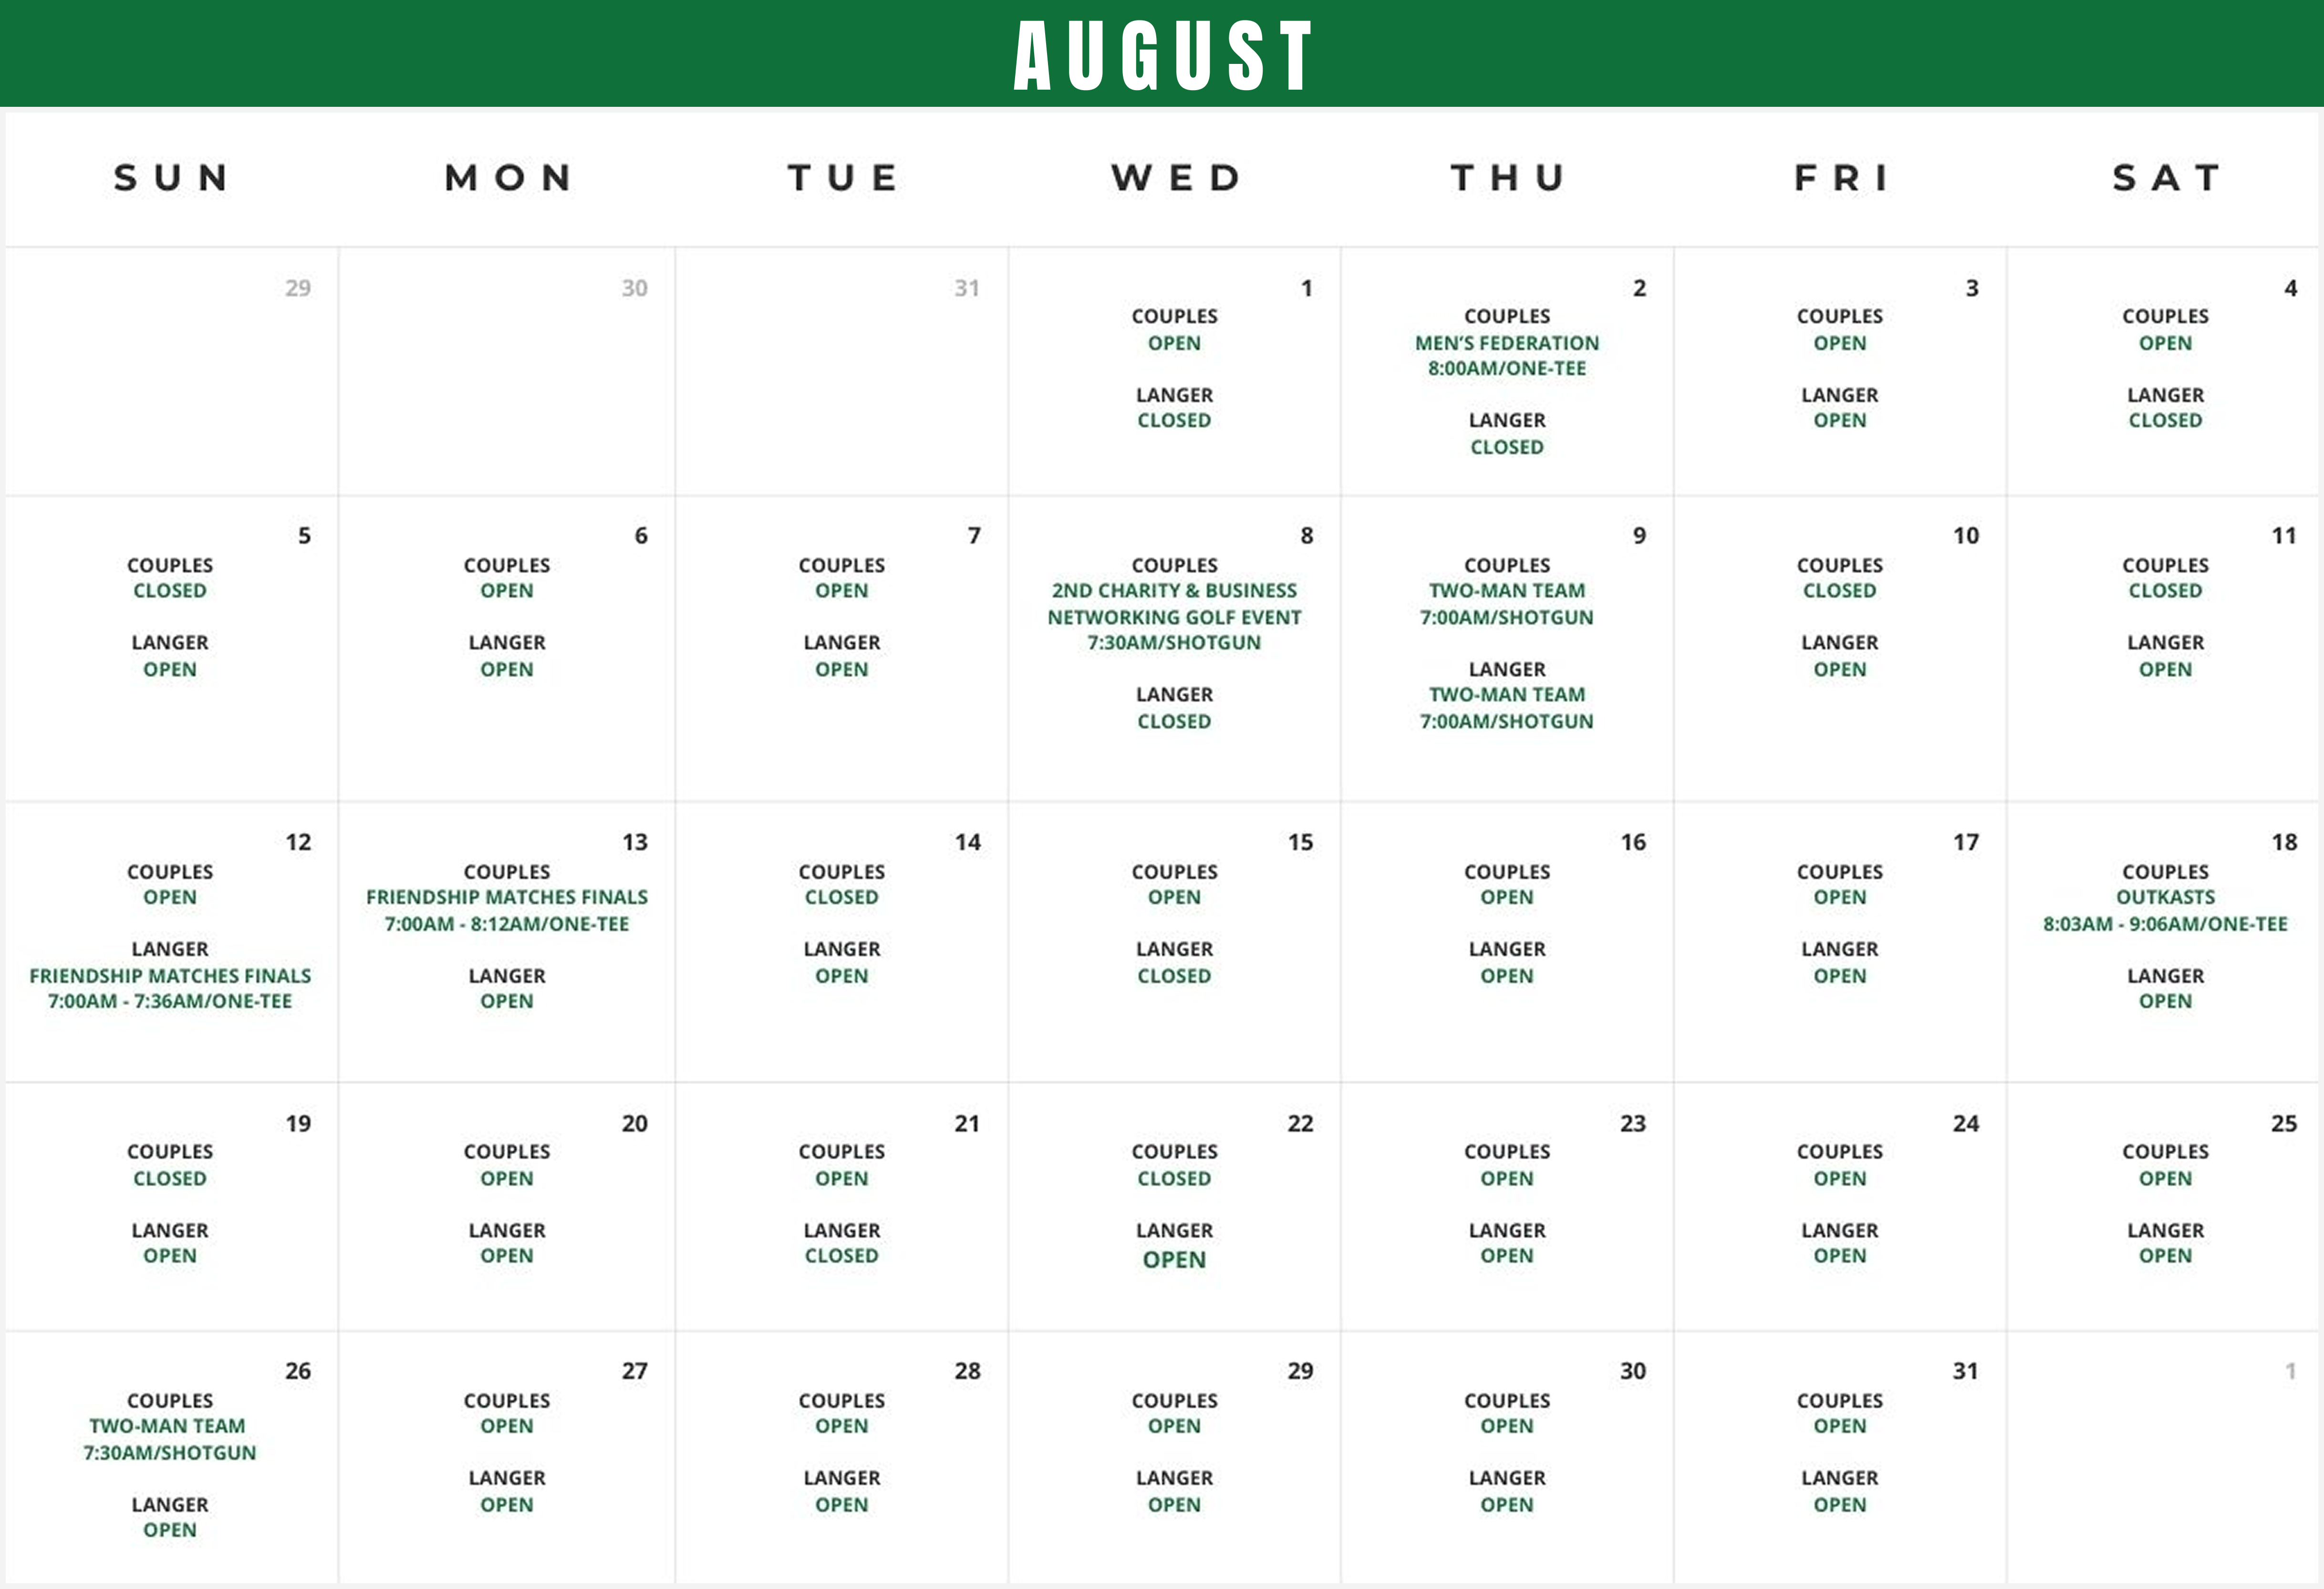 AUGUST
SUN
MON
TUE
WED
THU
FRI
SAT
29
30
31
1
COUPLES
OPEN
LANGER
CLOSED
2
COUPLES
MEN'S FEDERATION
8:00AM/ONE-TEE
LANGER
CLOSED
3
COUPLES
OPEN
LANGER
OPEN
4
COUPLES
OPEN
LANGER
CLOSED
5
COUPLES
CLOSED
LANGER
OPEN
6
COUPLES
OPEN
LANGER
OPEN
7
COUPLES
OPEN
LANGER
OPEN
8
COUPLES
2ND CHARITY & BUSINESS
NETWORKING GOLF EVENT
7:30AM/SHOTGUN
LANGER
CLOSED
9
COUPLES
TWO-MAN TEAM
7:00AM/SHOTGUN
LANGER
TWO-MAN TEAM
7:00AM/SHOTGUN
10
COUPLES
CLOSED
LANGER
OPEN
11
COUPLES
CLOSED
LANGER
OPEN
12
COUPLES
OPEN
LANGER
FRIENDSHIP MATCHES FINALS
7:00AM - 7:36AM/ONE-TEE
13
COUPLES
FRIENDSHIP MATCHES FINALS
7:00AM - 8:12AM/ONE-TEE
LANGER
OPEN
14
COUPLES
CLOSED
LANGER
OPEN
15
COUPLES
OPEN
LANGER
CLOSED
16
COUPLES
OPEN
LANGER
OPEN
17
COUPLES
OPEN
LANGER
OPEN
18
COUPLES
OUTKASTS
8:03AM - 9:06AM/ONE-TEE
LANGER
OPEN
19
COUPLES
CLOSED
LANGER
OPEN
20
COUPLES
OPEN
LANGER
OPEN
21
COUPLES
OPEN
LANGER
CLOSED
22
COUPLES
CLOSED
LANGER
OPEN
23
COUPLES
OPEN
LANGER
OPEN
24
COUPLES
OPEN
LANGER
OPEN
25
COUPLES
OPEN
LANGER
OPEN
26
COUPLES
TWO-MAN TEAM
7:30AM/SHOTGUN
LANGER
OPEN
27
COUPLES
OPEN
LANGER
OPEN
28
COUPLES
OPEN
LANGER
OPEN
29
COUPLES
OPEN
LANGER
OPEN
30
COUPLES
OPEN
LANGER
OPEN
31
COUPLES
OPEN
LANGER
OPEN
1